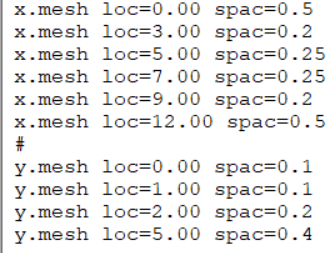 x.mesh loc=0.00 spac=0.5
x.mesh loc=3.00 spac=0.2
x.mesh loc=5.00 spac=0.25
x.mesh loc=7.00 spac=0.25
x.mesh loc=9.00 spac=0.2
x.mesh loc=12.00 spac=0.5
#
y.mesh loc=0.00 spac=0.1
y.mesh loc=1.00 spac=0.1
y.mesh loc=2.00 spac=0.2
y.mesh loc=5.00 spac=0.4